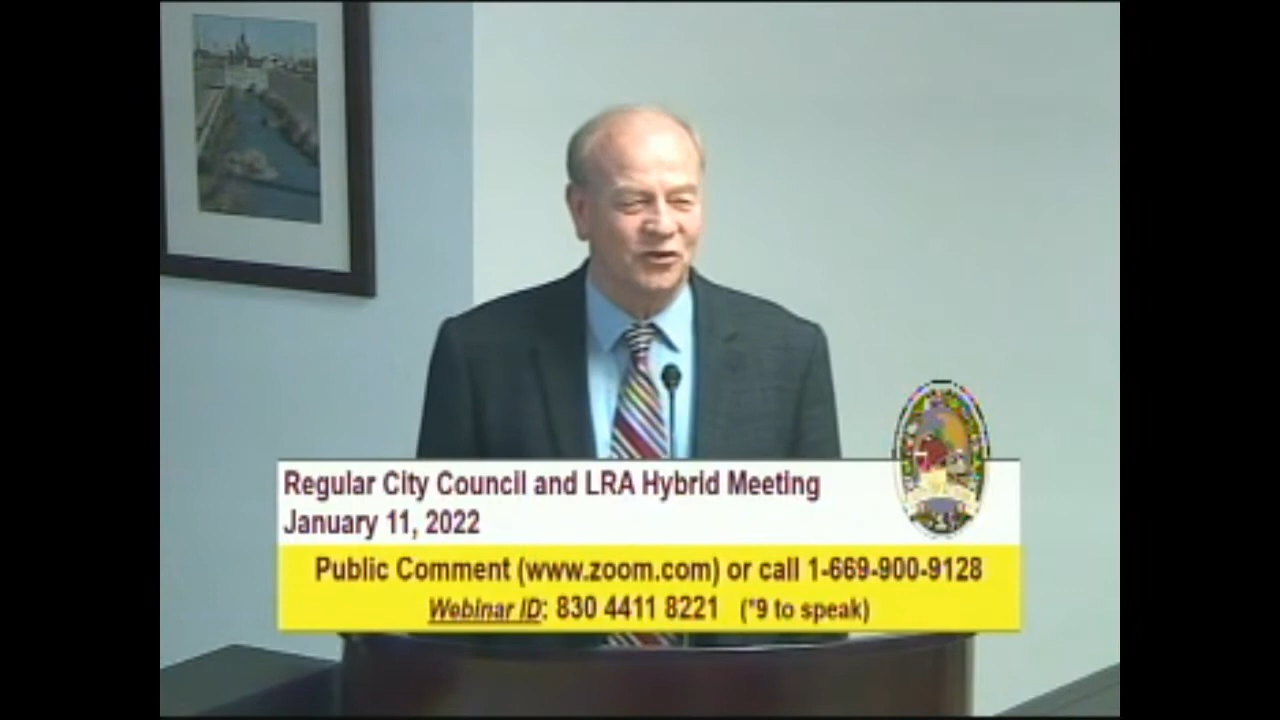 Regular City Council and LRA Hybrid Meeting
January 11, 2022
Public Comment (www.zoom.com) or call 1-669-900-9128
Webinar ID: 830 4411 8221 (*9 to speak)